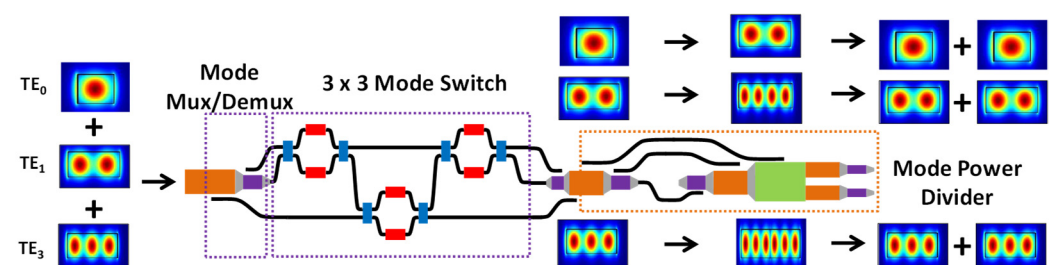 TE0
Mode
Mux/Demux
3 x 3 Mode Switch
+
+
TE1
+
+
TE3
+
Mode Power
Divider